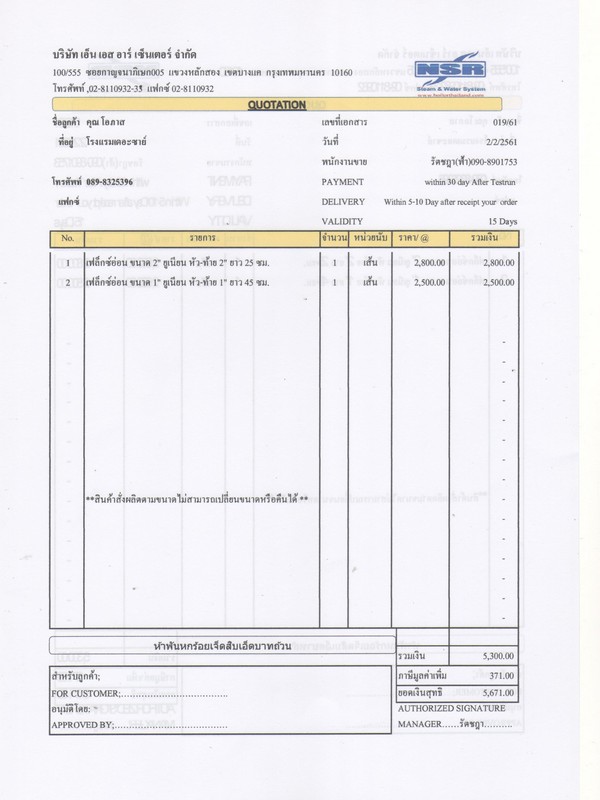 บริษัท เอ็น เอส อาร์ เซ็นเตอร์ จำกัด
100/555 ซอยกาญจนาภิเษก005 แขวงหลักสอง เขตบางแค กรุงเทพมหานคร 10160
โทรศัพท์ ,02-8110932-33 แฟกซ์ 02-8110932
NSR
Steam & Water System
QUOTATION
ชื่อลูกค้า คุณ โอภาส เลขที่เอกสาร 019/61
ที่อยู่ โรงแรมเดอะซาย์ วันที่ 2/2/2561
พนักงานขาย รัตชฎา(ฟ้า)090-8901753
โทรศัพท์ 089-8325396 PAYMENT within 30 day After Testrun
แฟกซ์ DELIVERY Within 5-10 Day after receipt your order
VALIDITY 15 Days
No. รายการ จำนวน หน่วยนับ ราคา/ @ รวมเงิน
1 เฟล็กซ์อ่อน ขนาด 2" ยูเนียน หัว-ท้าย 2" ยาว 25 ซม. 1 เส้น 2,800.00 2,800.00
2 เฟล็กซ์อ่อน ขนาด 1" ยูเนียน หัว-ท้าย 1" ยาว 45 ซม. 1 เส้น 2,500.00 2,500.00
**สินค้าสั่งผลิตตามขนาดไม่สามารถเปลี่ยนขนาดหรือคืนได้ **
ห้าพันหกร้อยเจ็ดสิบเอ็ดบาทถ้วน
รวมเงิน 5,300.00
สำหรับลูกค้า; ภาษีมูลค่าเพิ่ม 371.00
FOR CUSTOMER;................................ ยอดเงินสุทธิ 5,671.00
อนุมัติโดย: AUTHORIZED SIGNATURE
APPROVED BY;.................................. MANAGER......รัตชฎา.........